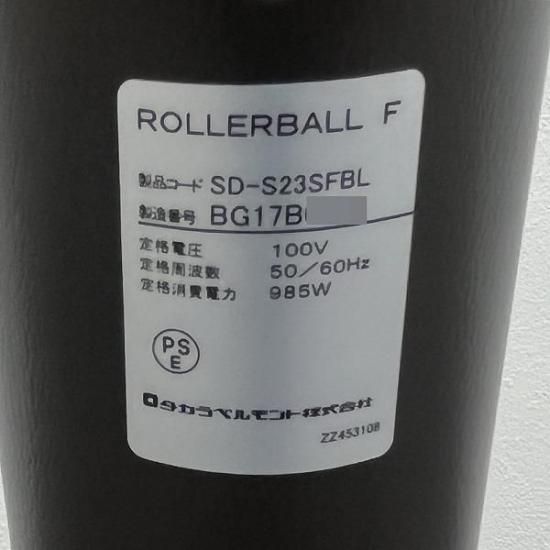 ROLLERBALL F
製品コード SD-S23SFBL
製造番号 BG17B
定格電圧 100V
定格周波数 50/60Hz
定格消費電力 985W
PS
E
タカラベルモント株式会社
ZZ45310B